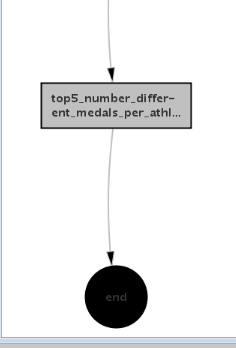 top5_number_differ-
ent_medals_per_athl...
end